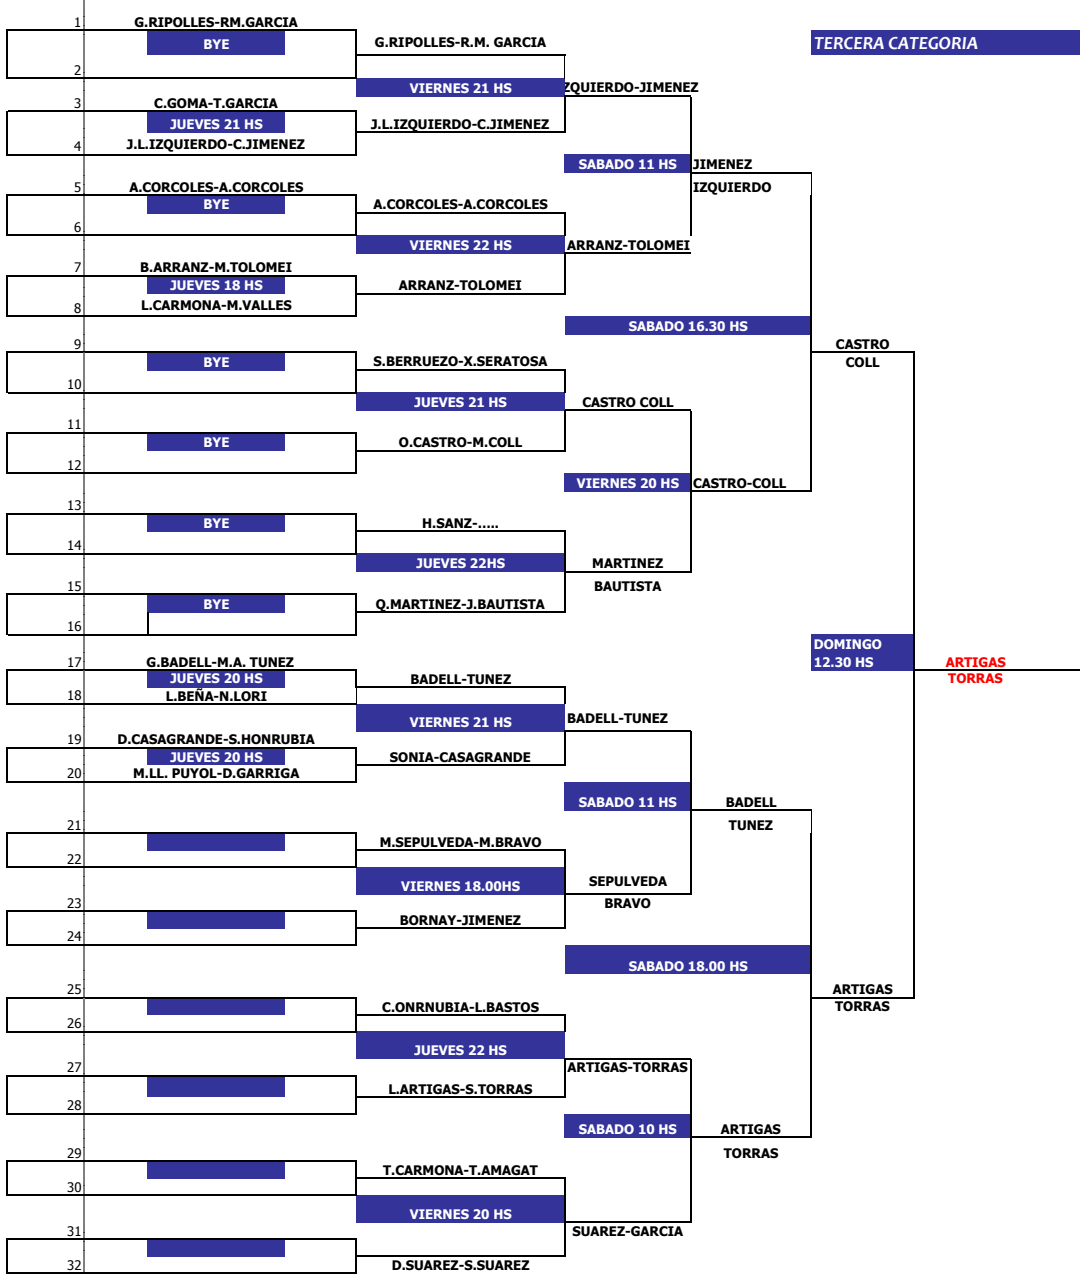 1
G.RIPOLLES-RM.GARCIA
BYE
G.RIPOLLES-R.M. GARCIA
TERCERA CATEGORIA
2
VIERNES 21 HS
ZQUIERDO-JIMENEZ
3
C.GOMA-T.GARCIA
JUEVES 21 HS
J.L.IZQUIERDO-C.JIMENEZ
4
J.L.IZQUIERDO-C.JIMENEZ
SABADO 11 HS
JIMENEZ
IZQUIERDO
5
A.CORCOLES-A.CORCOLES
BYE
A.CORCOLES-A.CORCOLES
6
VIERNES 22 HS
ARRANZ-TOLOMEI
7
B.ARRANZ-M.TOLOMEI
JUEVES 18 HS
ARRANZ-TOLOMEI
8
L.CARMONA-M.VALLES
SABADO 16.30 HS
9
CASTRO
COLL
BYE
S.BERRUEZO-X.SERATOSA
10
JUEVES 21 HS
CASTRO COLL
11
BYE
O.CASTRO-M.COLL
12
VIERNES 20 HS
CASTRO-COLL
13
BYE
H.SANZ-.....
14
JUEVES 22HS
MARTINEZ
BAUTISTA
15
BYE
Q.MARTINEZ-J.BAUTISTA
16
DOMINGO
12.30 HS
ARTIGAS
TORRAS
17
G.BADELL-M.A. TUNEZ
JUEVES 20 HS
BADELL-TUNEZ
18
L.BEÑA-N.LORI
VIERNES 21 HS
BADELL-TUNEZ
19
D.CASAGRANDE-S.HONRUBIA
JUEVES 20 HS
SONIA-CASAGRANDE
20
M.LL. PUYOL-D.GARRIGA
SABADO 11 HS
BADELL
TUNEZ
21
M.SEPULVEDA-M.BRAVO
22
VIERNES 18.00HS
SEPULVEDA
BRAVO
23
BORNAY-JIMENEZ
24
SABADO 18.00 HS
25
ARTIGAS
TORRAS
C.ONRNUBIA-L.BASTOS
26
JUEVES 22 HS
27
ARTIGAS-TORRAS
L.ARTIGAS-S.TORRAS
28
SABADO 10 HS
ARTIGAS
TORRAS
29
T.CARMONA-T.AMAGAT
30
VIERNES 20 HS
31
SUAREZ-GARCIA
32
D.SUAREZ-S.SUAREZ